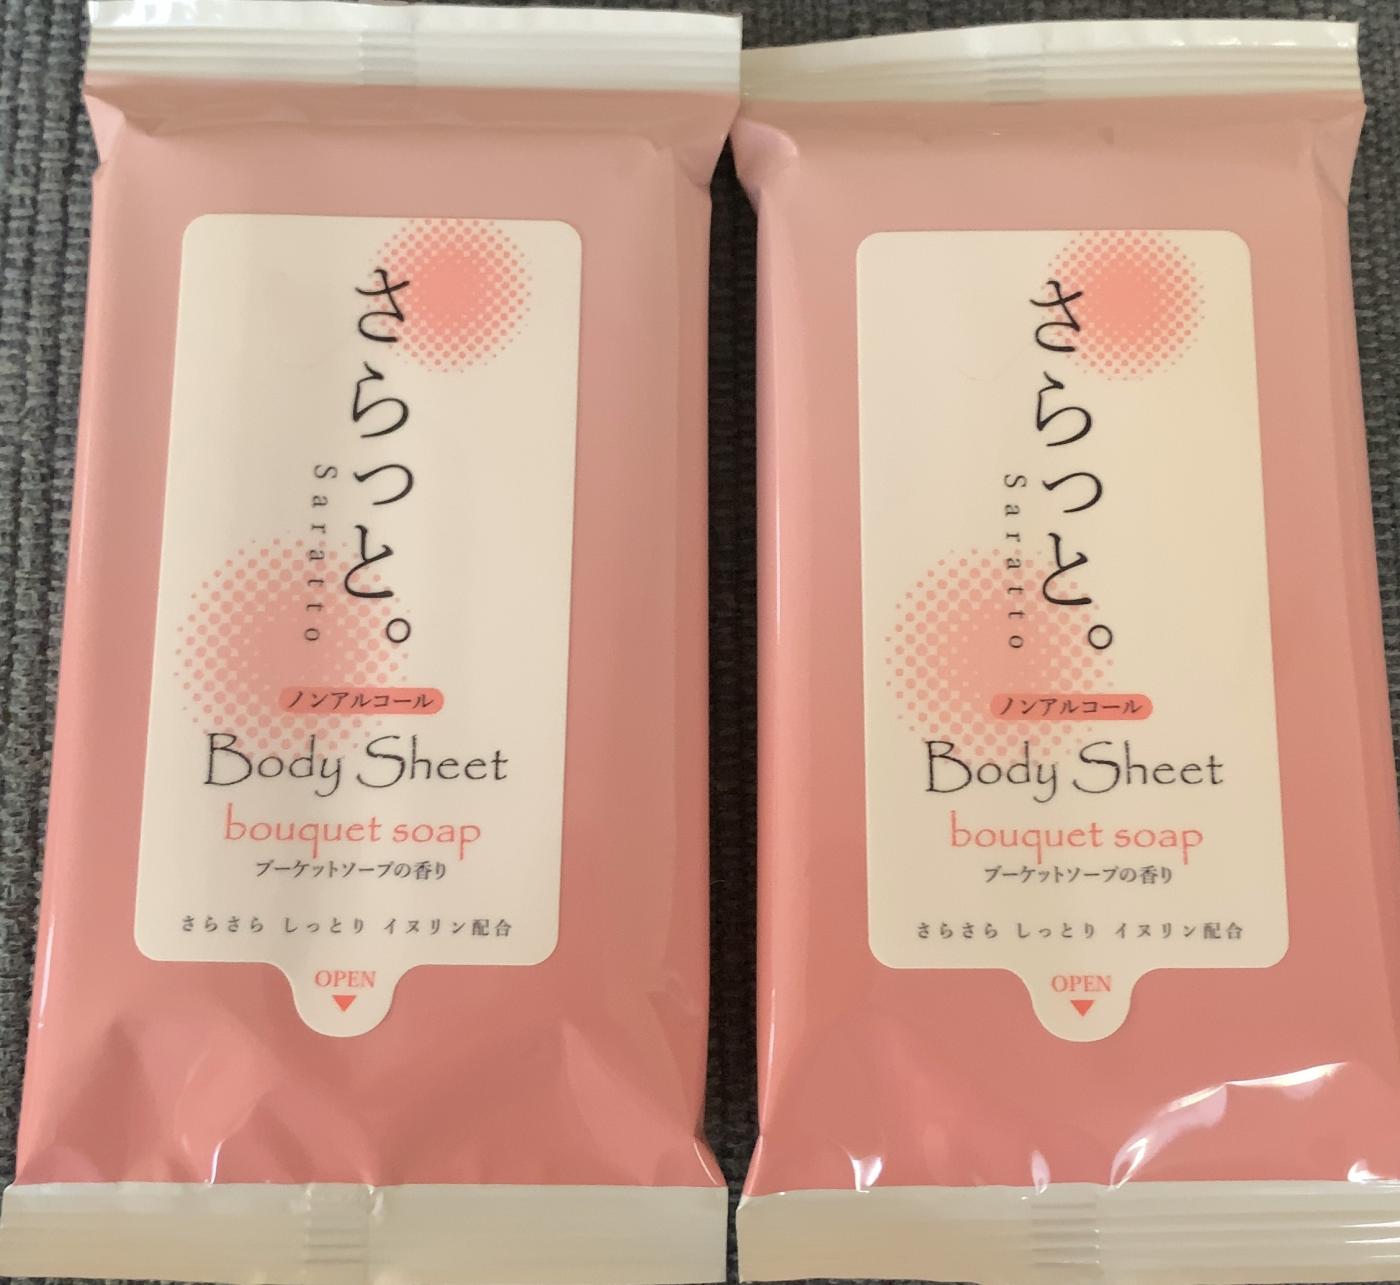 さらっと。
Saratto
ノンアルコール
Body Sheet
bouquet soap
ブーケットソープの香り
さらさら しっとり イヌリン配合
OPEN
さらっと。
Saratto
ノンアルコール
Body Sheet
bouquet soap
ブーケットソープの香り
さらさら しっとり イヌリン配合
OPEN